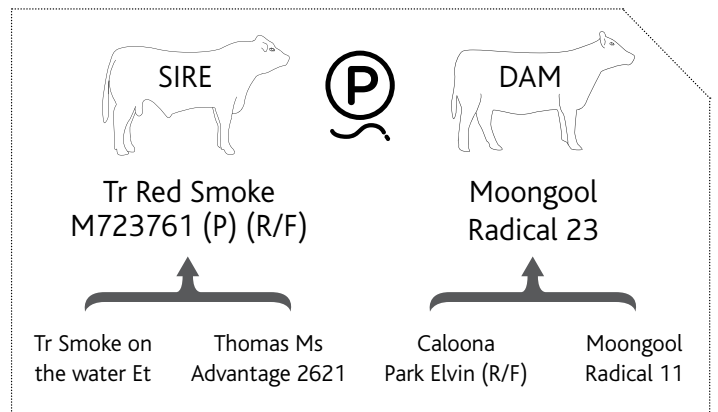 SIRE
P
DAM
Tr Red Smoke
M723761 (P) (R/F)
Moongool
Radical 23
Tr Smoke on
the water Et
Thomas Ms
Advantage 2621
Caloona
Park Elvin (R/F)
Moongool
Radical 11